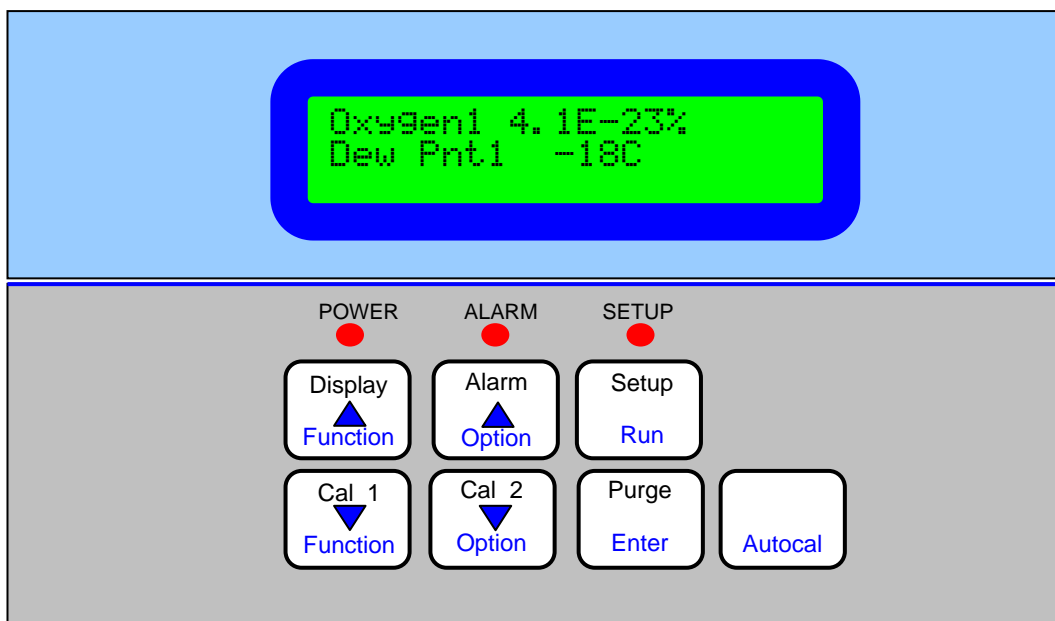 Oxygen1 4.1E-23%
Dew Pnt1 -18C
POWER ALARM SETUP
Display Alarm Setup
Function Option Run
Cal 1 Cal 2 Purge
Function Option Enter Autocal